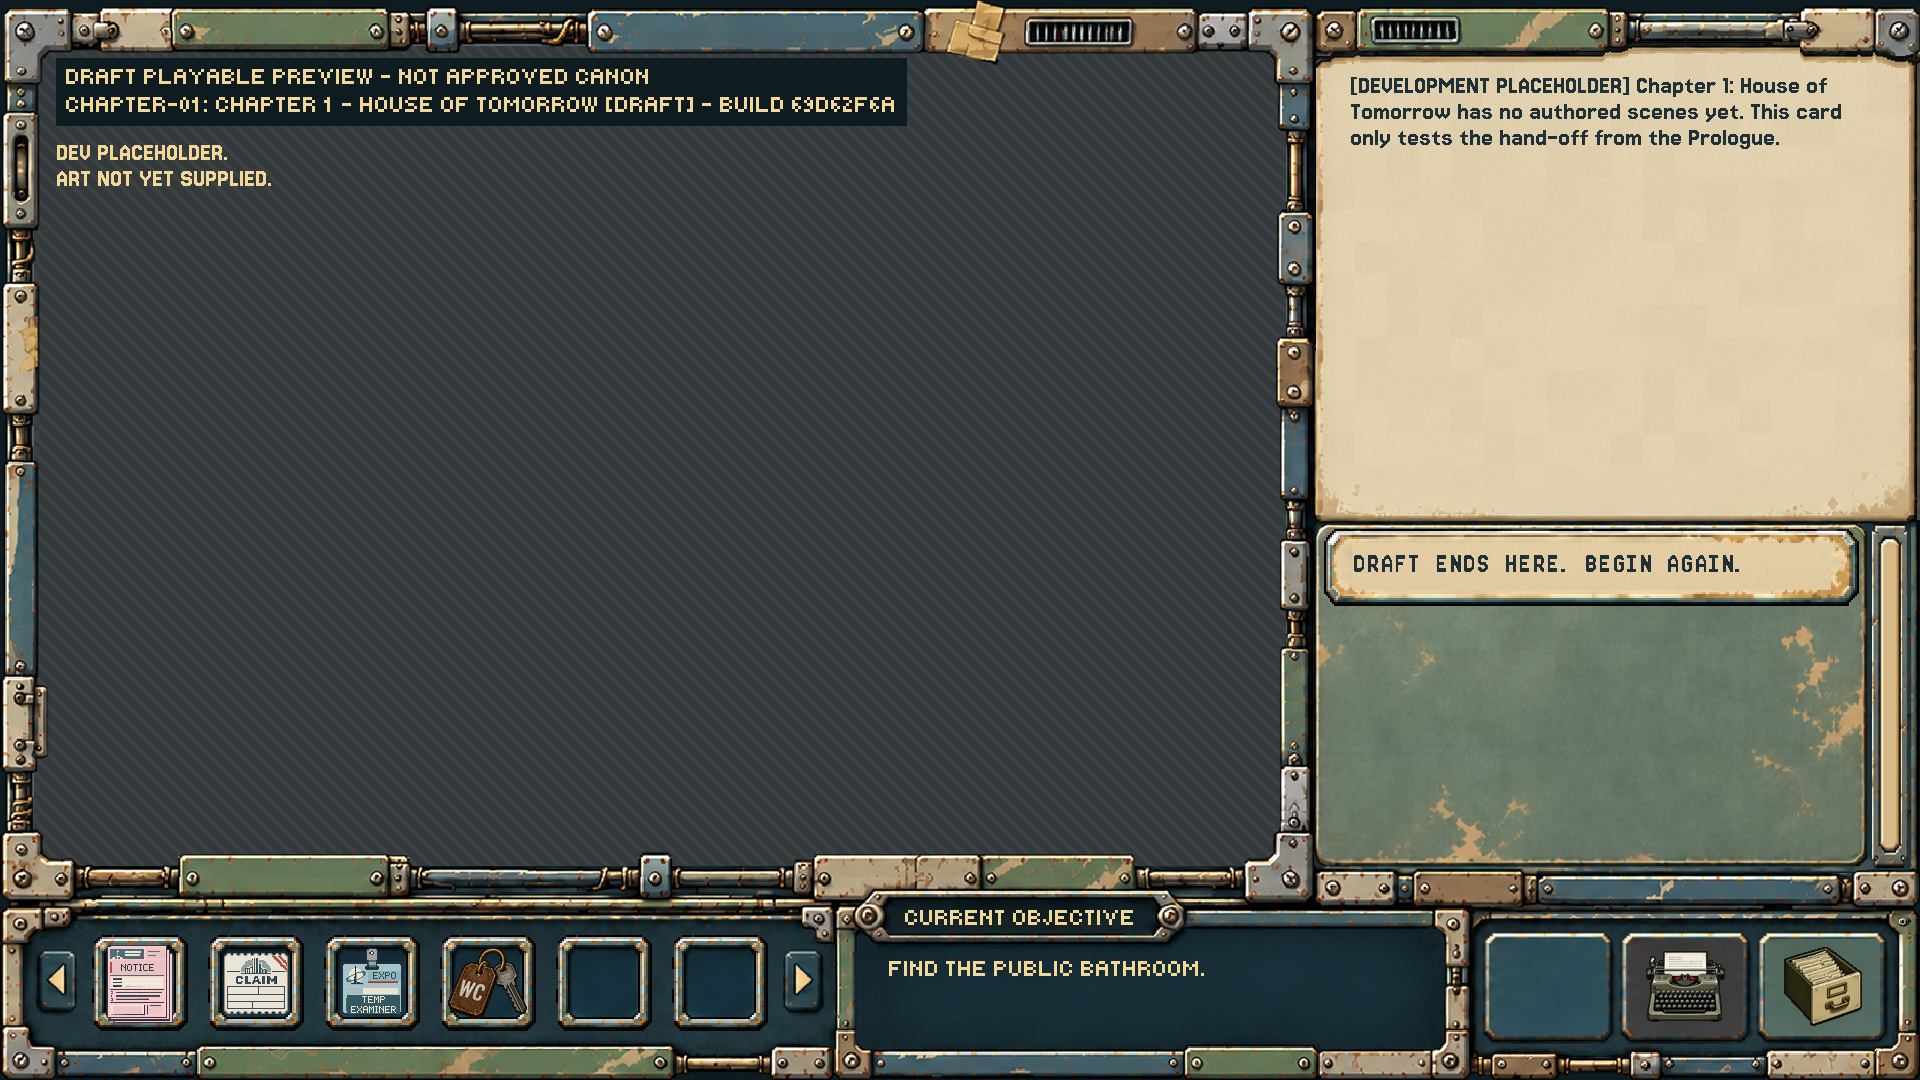 DRAFT PLAYABLE PREVIEW - NOT APPROVED CANON
CHAPTER-01: CHAPTER 1 - HOUSE OF TOMORROW [DRAFT] - BUILD 69D62F6A
DEV PLACEHOLDER.
ART NOT YET SUPPLIED.
[DEVELOPMENT PLACEHOLDER] Chapter 1: House of
Tomorrow has no authored scenes yet. This card
only tests the hand-off from the Prologue.
DRAFT ENDS HERE. BEGIN AGAIN.
NOTICE
CLAIM
EXPO
TEMP
EXAMINER
WC
CURRENT OBJECTIVE
FIND THE PUBLIC BATHROOM.